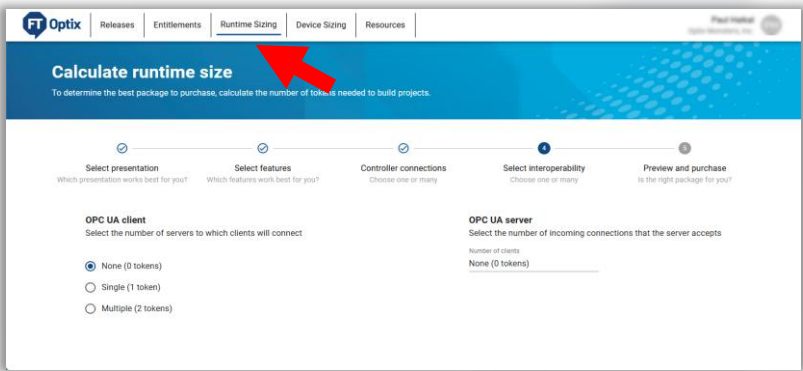 FT Optix
Releases
Entitlements
Runtime Sizing
Device Sizing
Resources
Calculate runtime size
To determine the best package to purchase, calculate the number of tokens needed to build projects.
Select presentation
Which presentation works best for you?
Select features
Which features work best for you?
Controller connections
Choose one or many
4
Select interoperability
Choose one or many
5
Preview and purchase
Is the right package for you?
OPC UA client
Select the number of servers to which clients will connect
None (0 tokens)
Single (1 token)
Multiple (2 tokens)
OPC UA server
Select the number of incoming connections that the server accepts
Number of clients
None (0 tokens)